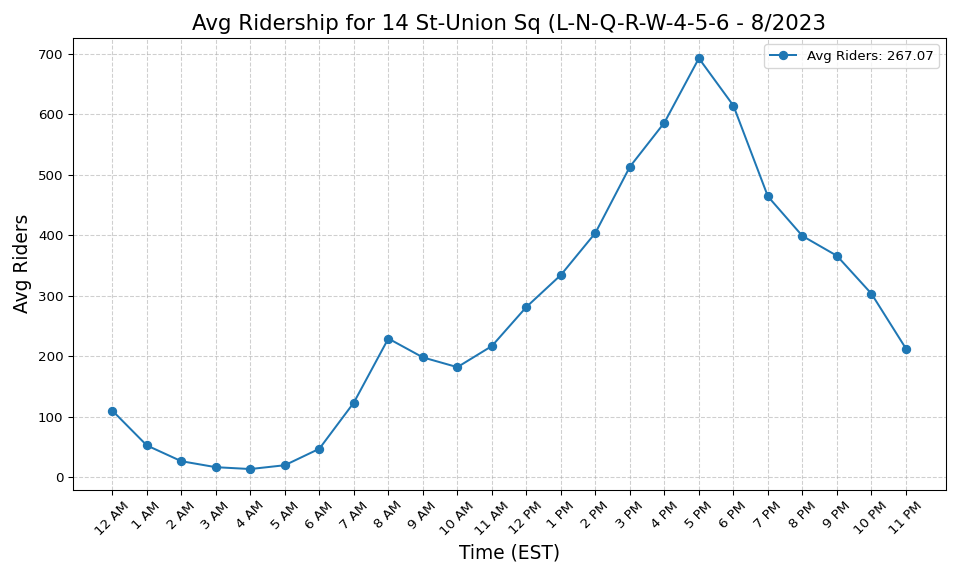 Avg Ridership for 14 St-Union Sq (L-N-Q-R-W-4-5-6 - 8/2023
Avg Riders: 267.07
Avg Riders
700
600
500
400
300
200
100
0
12 AM
1 AM
2 AM
3 AM
4 AM
5 AM
6 AM
7 AM
8 AM
9 AM
10 AM
11 AM
12 PM
1 PM
2 PM
3 PM
4 PM
5 PM
6 PM
7 PM
8 PM
9 PM
10 PM
11 PM
Time (EST)